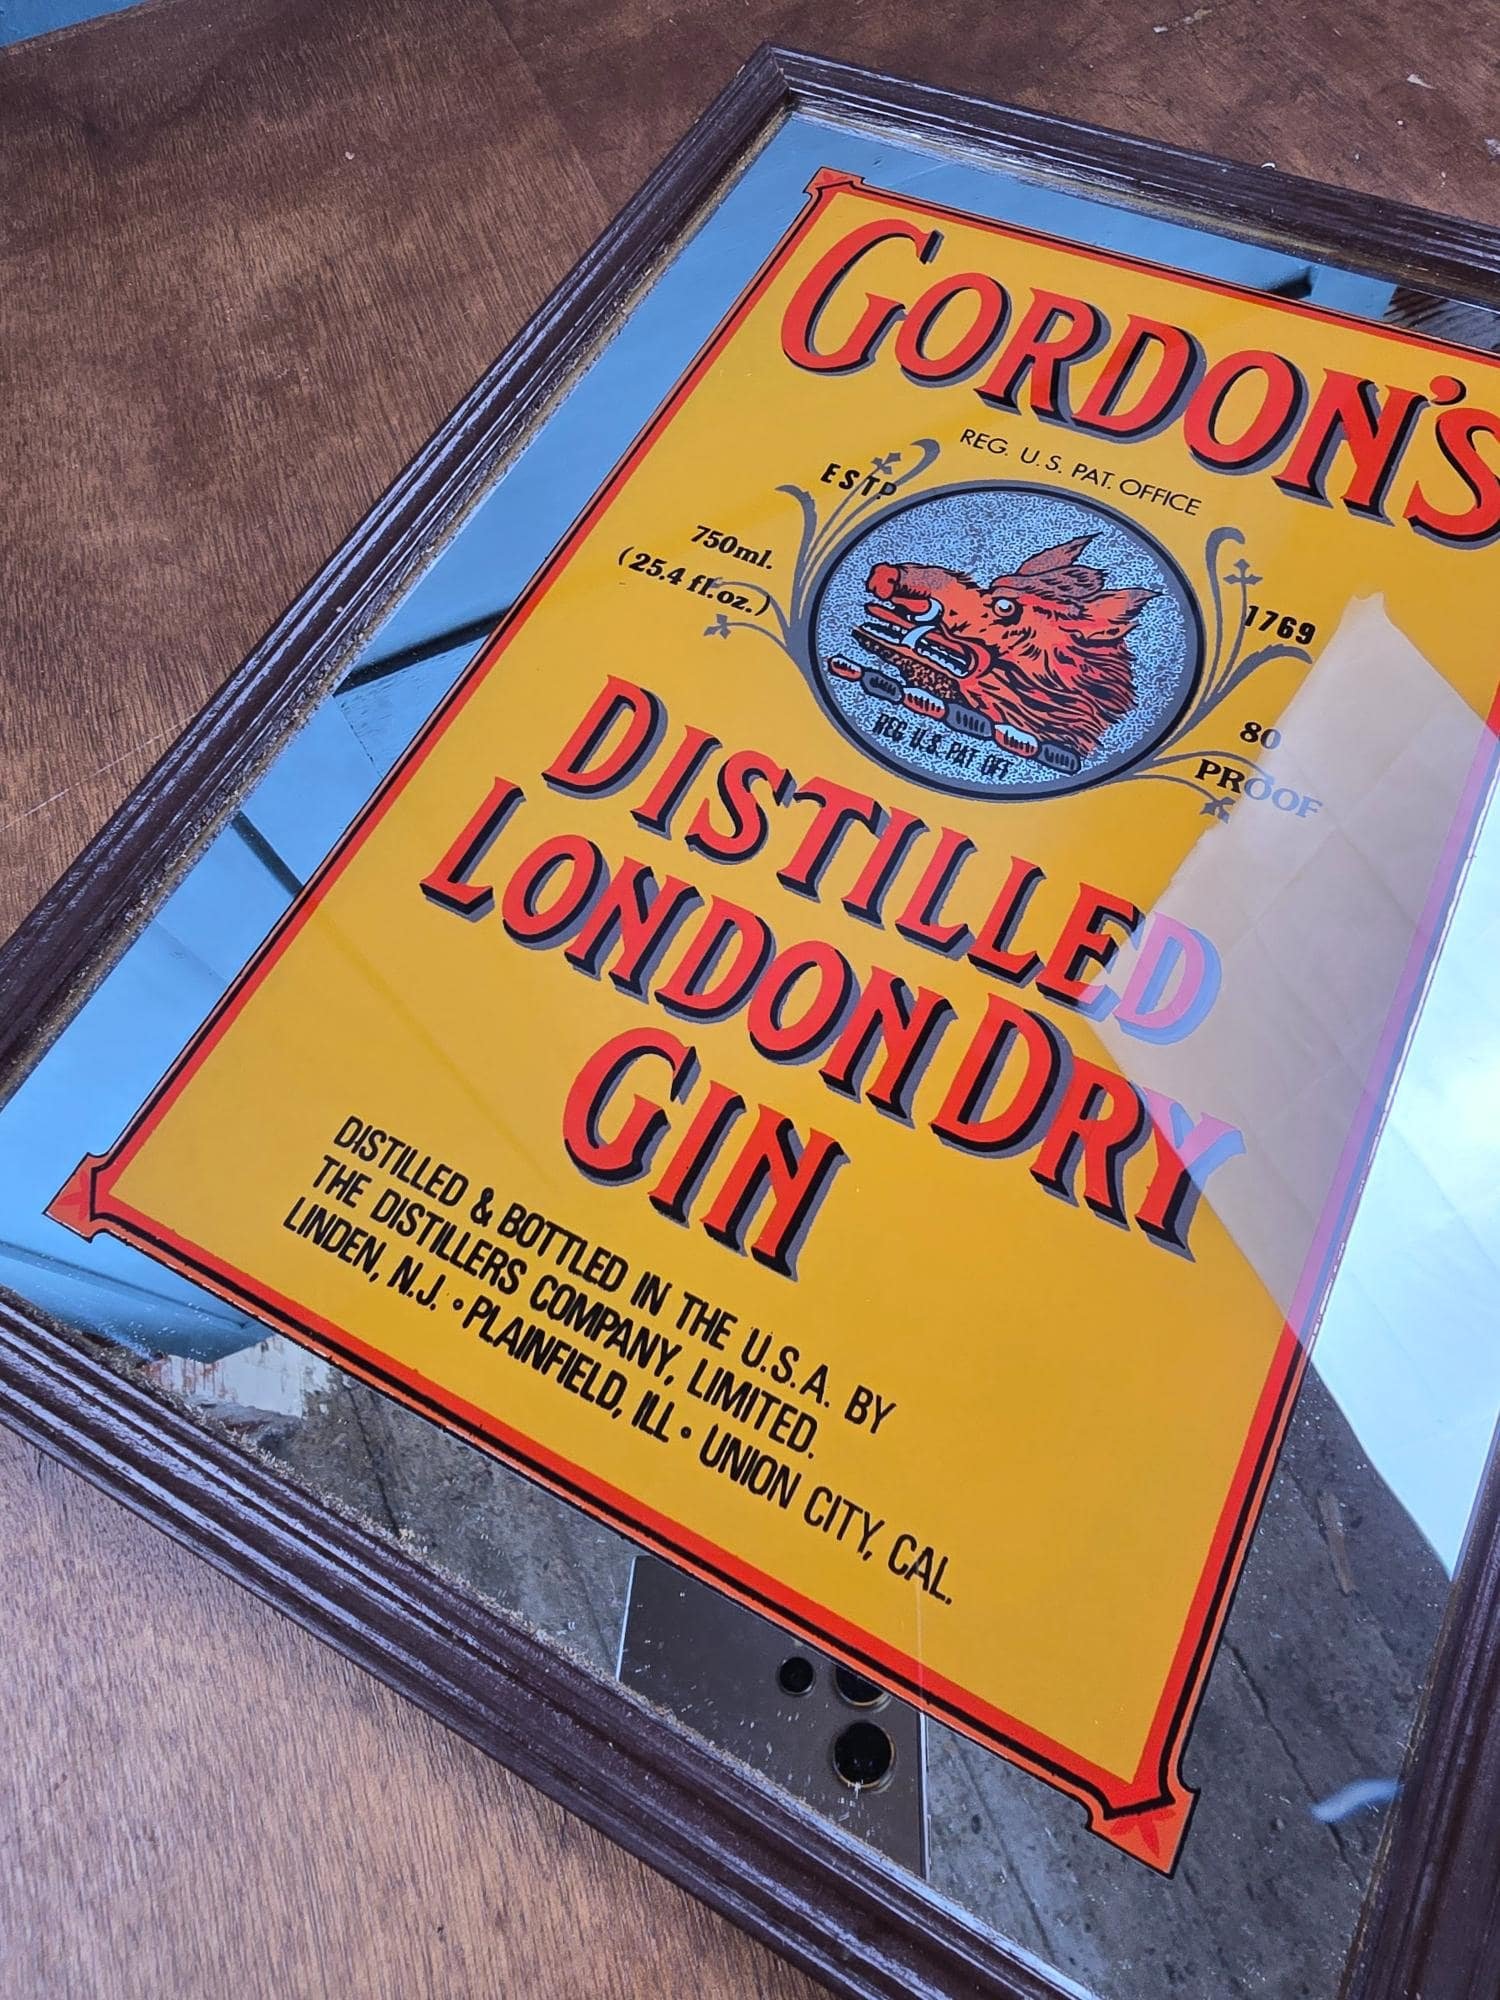 GORDON'S
REG. U.S. PAT. OFFICE
ESTD
1769
750ml.
(25.4 fl.oz.)
80
PROOF
REG. U.S. PAT. OFF.
DISTILLED
LONDON DRY
GIN
DISTILLED & BOTTLED IN THE U.S.A. BY
THE DISTILLERS COMPANY, LIMITED.
LINDEN, N.J. • PLAINFIELD, ILL • UNION CITY, CAL.